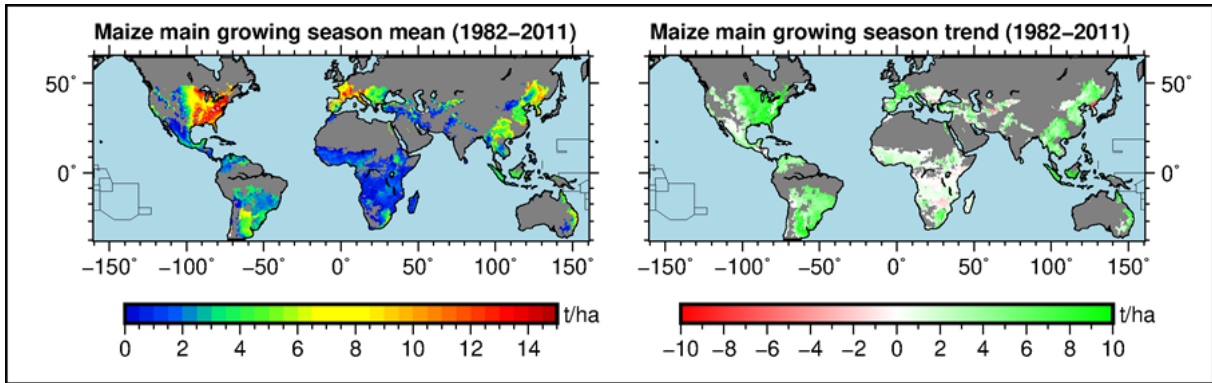 Maize main growing season mean (1982−2011)
Maize main growing season trend (1982−2011)
50°
0°
50°
0°
−150° −100° −50° 0° 50° 100° 150°
−150° −100° −50° 0° 50° 100° 150°
t/ha
0 2 4 6 8 10 12 14
t/ha
−10 −8 −6 −4 −2 0 2 4 6 8 10